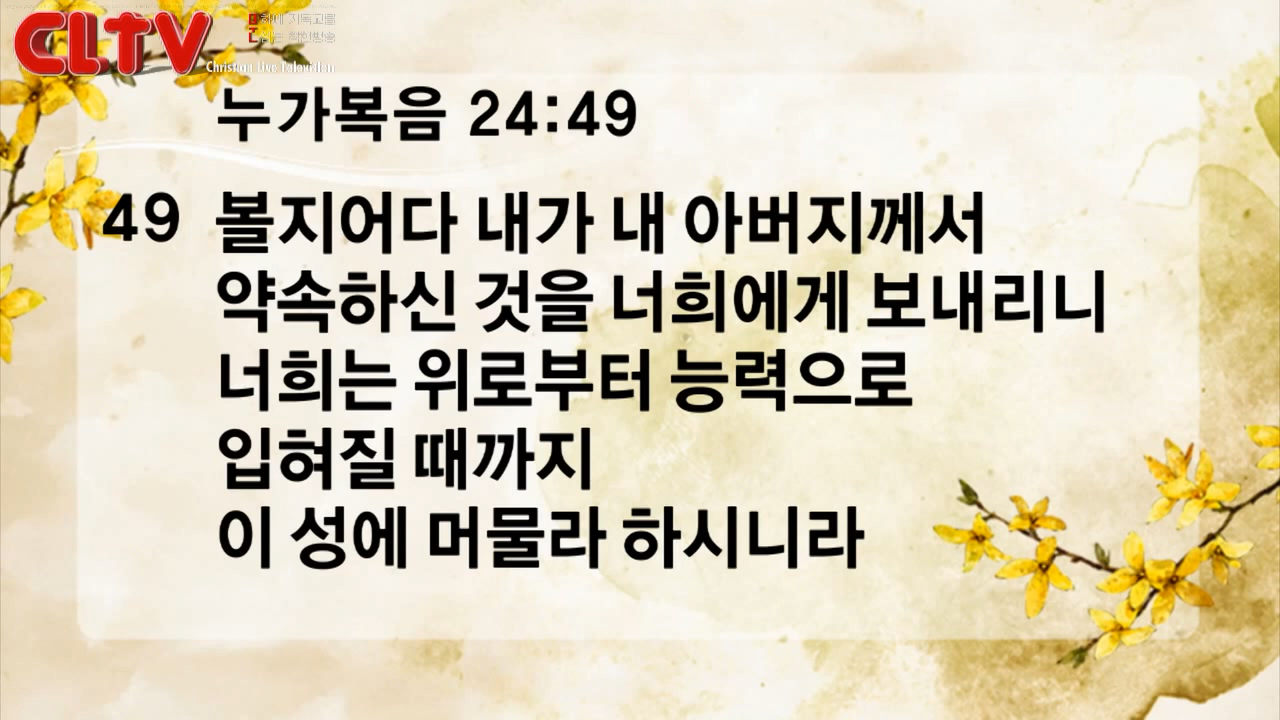 CLTV
Christian Live Television
누가복음 24:49
49 볼지어다 내가 내 아버지께서
약속하신 것을 너희에게 보내리니
너희는 위로부터 능력으로
입혀질 때까지
이 성에 머물라 하시니라